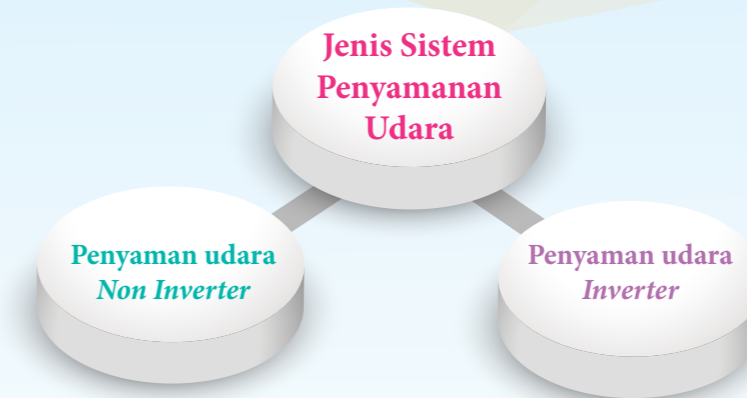 Jenis Sistem
Penyamanan
Udara
Penyaman udara
Non Inverter
Penyaman udara
Inverter